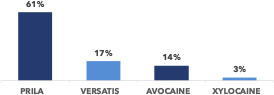 61%
17%
14%
3%
PRILA VERSATIS AVOCAINE XYLOCAINE